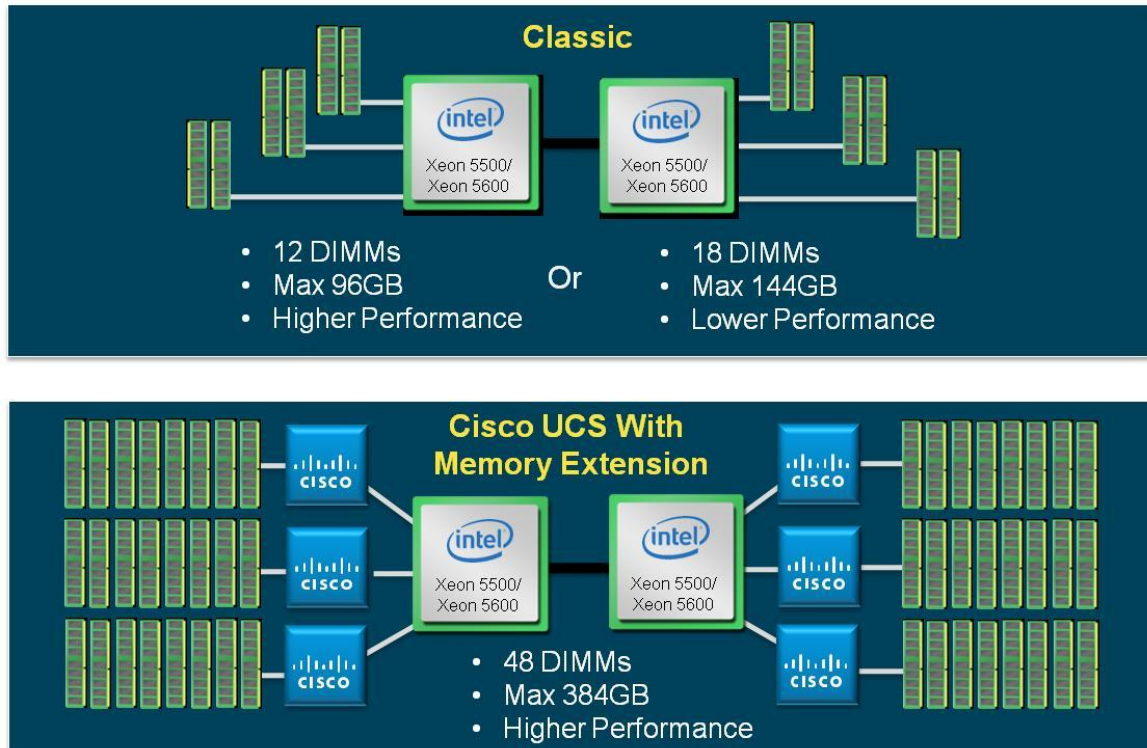 Classic
intel
Xeon 5500/
Xeon 5600
intel
Xeon 5500/
Xeon 5600
• 12 DIMMs
• Max 96GB
• Higher Performance
Or
• 18 DIMMs
• Max 144GB
• Lower Performance
Cisco UCS With
Memory Extension
CISCO
CISCO
CISCO
intel
Xeon 5500/
Xeon 5600
intel
Xeon 5500/
Xeon 5600
CISCO
CISCO
CISCO
• 48 DIMMs
• Max 384GB
• Higher Performance